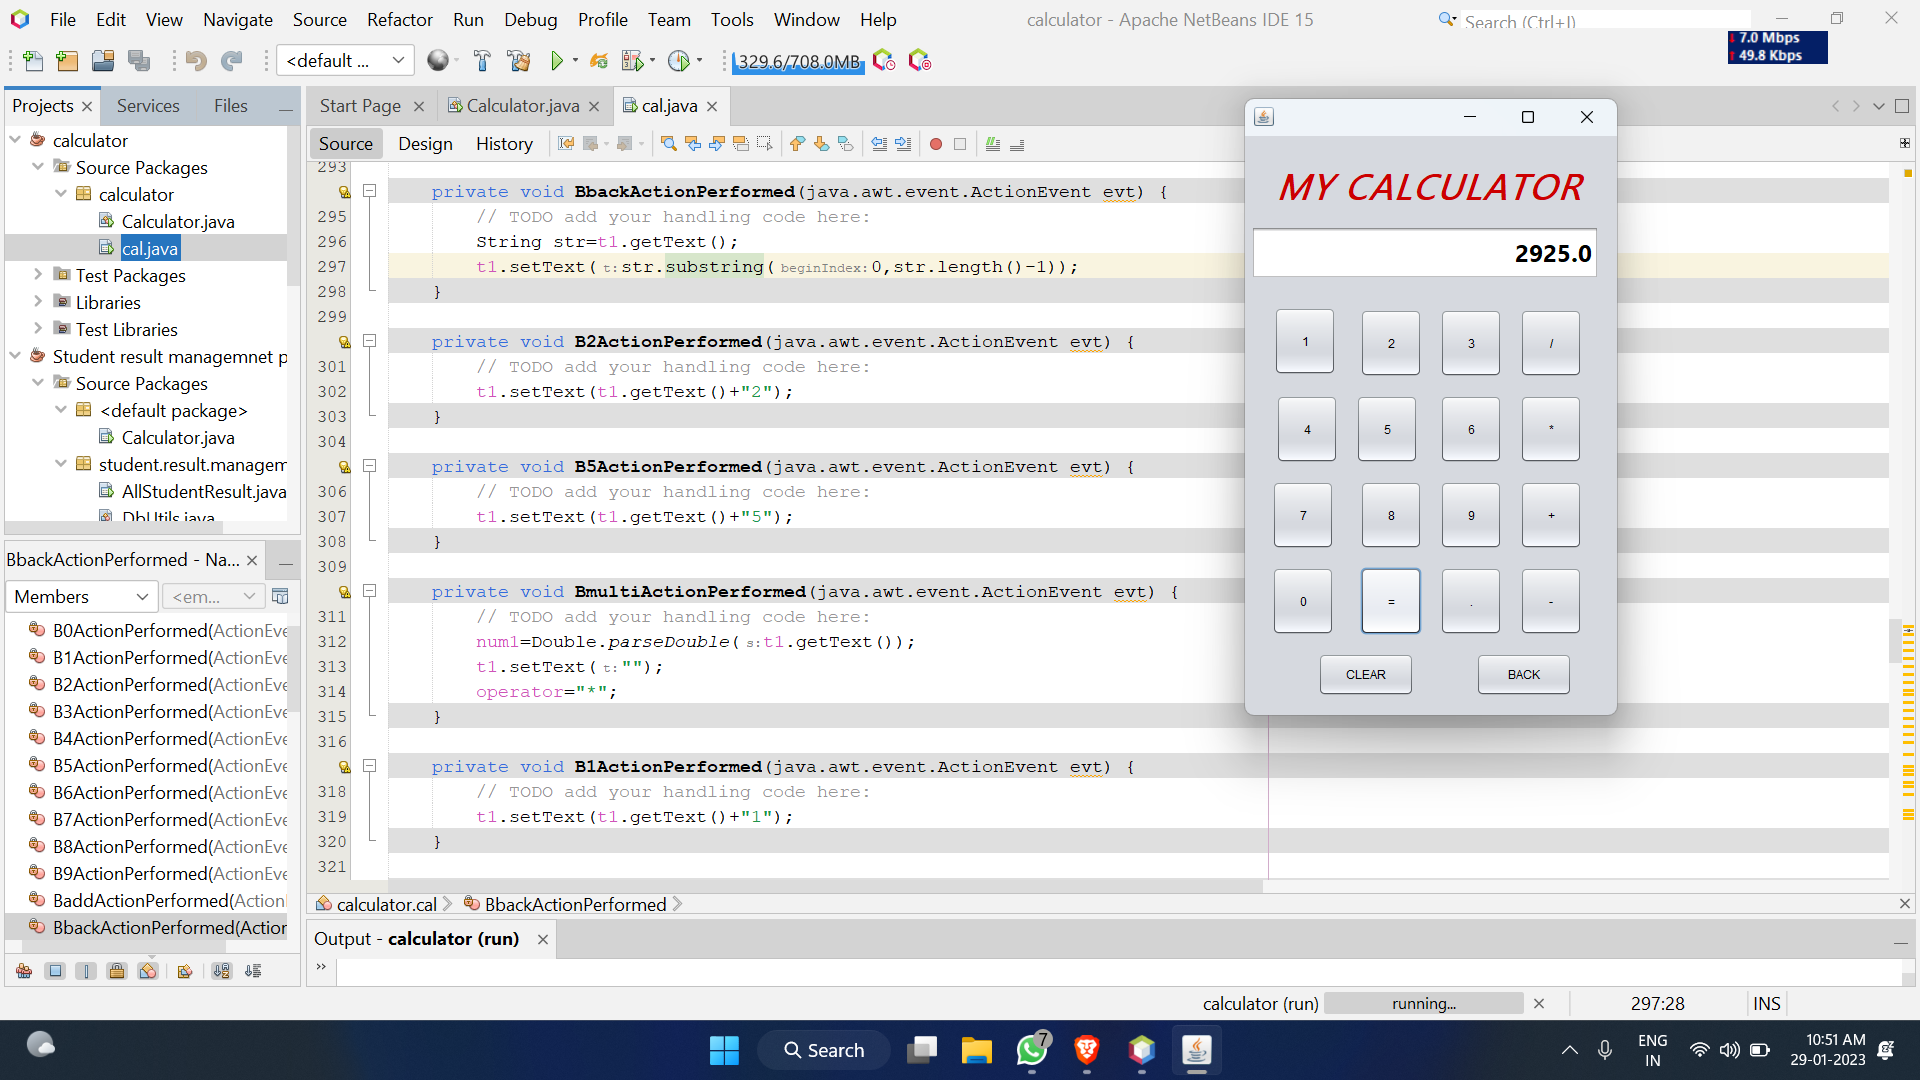 File Edit View Navigate Source Refactor Run Debug Profile Team Tools Window Help
calculator - Apache NetBeans IDE 15
Search (Ctrl+I)
7.0 Mbps
49.8 Kbps
<default ...
329.6/708.0MB
Projects Services Files
calculator
Source Packages
calculator
Calculator.java
cal.java
Test Packages
Libraries
Test Libraries
Student result managemnet p
Source Packages
<default package>
Calculator.java
student.result.managem
AllStudentResult.java
DbUtils.java
BbackActionPerformed - Na...
Members
<em...
B0ActionPerformed(ActionEve
B1ActionPerformed(ActionEve
B2ActionPerformed(ActionEve
B3ActionPerformed(ActionEve
B4ActionPerformed(ActionEve
B5ActionPerformed(ActionEve
B6ActionPerformed(ActionEve
B7ActionPerformed(ActionEve
B8ActionPerformed(ActionEve
B9ActionPerformed(ActionEve
BaddActionPerformed(Action
BbackActionPerformed(Action
Start Page Calculator.java cal.java
Source Design History
293
private void BbackActionPerformed(java.awt.event.ActionEvent evt) {
295 // TODO add your handling code here:
296 String str=t1.getText();
297 t1.setText( t: str.substring( beginIndex: 0,str.length()-1));
298 }
299
private void B2ActionPerformed(java.awt.event.ActionEvent evt) {
301 // TODO add your handling code here:
302 t1.setText(t1.getText()+"2");
303 }
304
private void B5ActionPerformed(java.awt.event.ActionEvent evt) {
306 // TODO add your handling code here:
307 t1.setText(t1.getText()+"5");
308 }
309
private void BmultiActionPerformed(java.awt.event.ActionEvent evt) {
311 // TODO add your handling code here:
312 num1=Double.parseDouble( s: t1.getText());
313 t1.setText( t: "");
314 operator="*";
315 }
316
private void B1ActionPerformed(java.awt.event.ActionEvent evt) {
318 // TODO add your handling code here:
319 t1.setText(t1.getText()+"1");
320 }
321
MY CALCULATOR
2925.0
1 2 3 /
4 5 6 *
7 8 9 +
0 = . -
CLEAR BACK
calculator.cal BbackActionPerformed
Output - calculator (run)
calculator (run) running... 297:28 INS
Search
7
ENG
IN
10:51 AM
29-01-2023